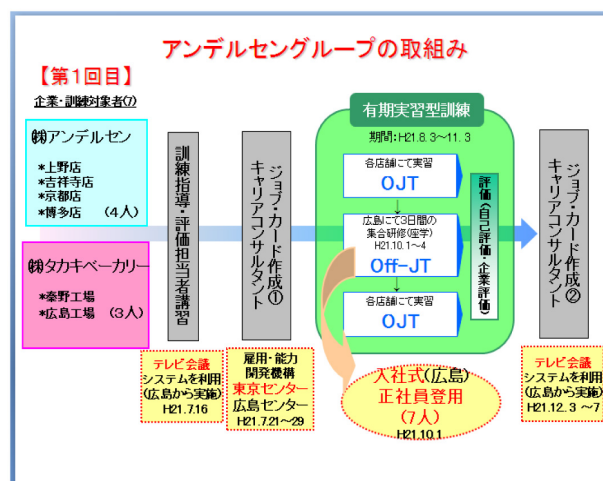 アンデルセングループの取組み
【第1回目】
企業・訓練対象者(7)
㈱アンデルセン
*上野店
*吉祥寺店
*京都店
*博多店 (4人)
㈱タカキベーカリー
*秦野工場
*広島工場 (3人)
訓練指導・評価担当者講習
ジョブ・カード作成①
キャリアコンサルタント
有期実習型訓練
期間:H21.8.3~11.3
各店舗にて実習
OJT
広島にて3日間の
集合研修(座学)
H21.10.1~4
Off-JT
各店舗にて実習
OJT
評価(自己評価・企業評価)
ジョブ・カード作成②
キャリアコンサルタント
テレビ会議
システムを利用
(広島から実施)
H21.7.16
雇用・能力
開発機構
東京センター
広島センター
H21.7.21~29
入社式(広島)
正社員登用
(7人)
H21.10.1.
テレビ会議
システムを利用
(広島から実施)
H21.12.3 ~7